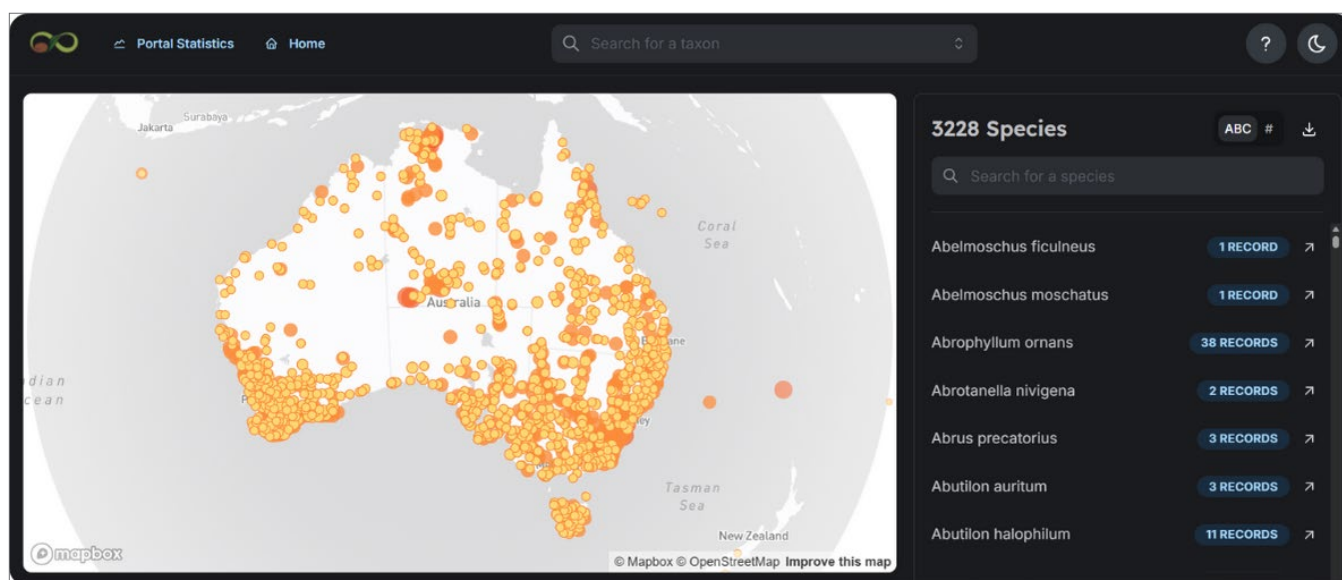 Portal Statistics
Home
Search for a taxon
?
Jakarta
Surabaya
Coral
Sea
Australia
Tasman
Sea
New Zealand
mapbox
© Mapbox © OpenStreetMap Improve this map
3228 Species
ABC #
Search for a species
Abelmoschus ficulneus 1 RECORD
Abelmoschus moschatus 1 RECORD
Abrophyllum ornans 38 RECORDS
Abrotanella nivigena 2 RECORDS
Abrus precatorius 3 RECORDS
Abutilon auritum 3 RECORDS
Abutilon halophilum 11 RECORDS